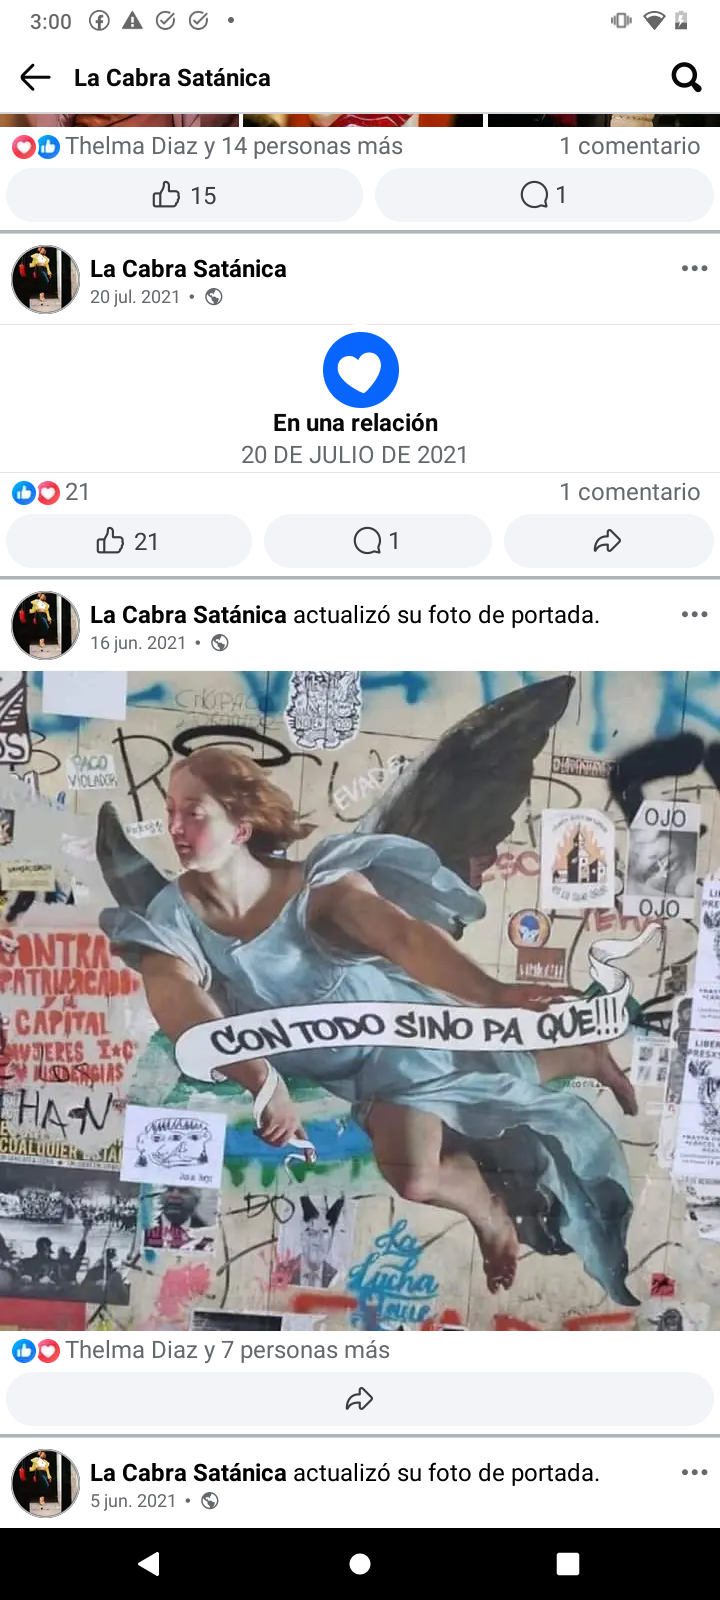 3:00
La Cabra Satánica
Thelma Diaz y 14 personas más 1 comentario
15 1
La Cabra Satánica
20 jul. 2021
En una relación
20 DE JULIO DE 2021
21 1 comentario
21 1
La Cabra Satánica actualizó su foto de portada.
16 jun. 2021
PACO
VIOLADOR
EVADE
OJO
OJO
CONTRA
PATRIARCADO
CAPITAL
CON TODO SINO PA QUE!!!
DO
La
Lucha
Thelma Diaz y 7 personas más
La Cabra Satánica actualizó su foto de portada.
5 jun. 2021